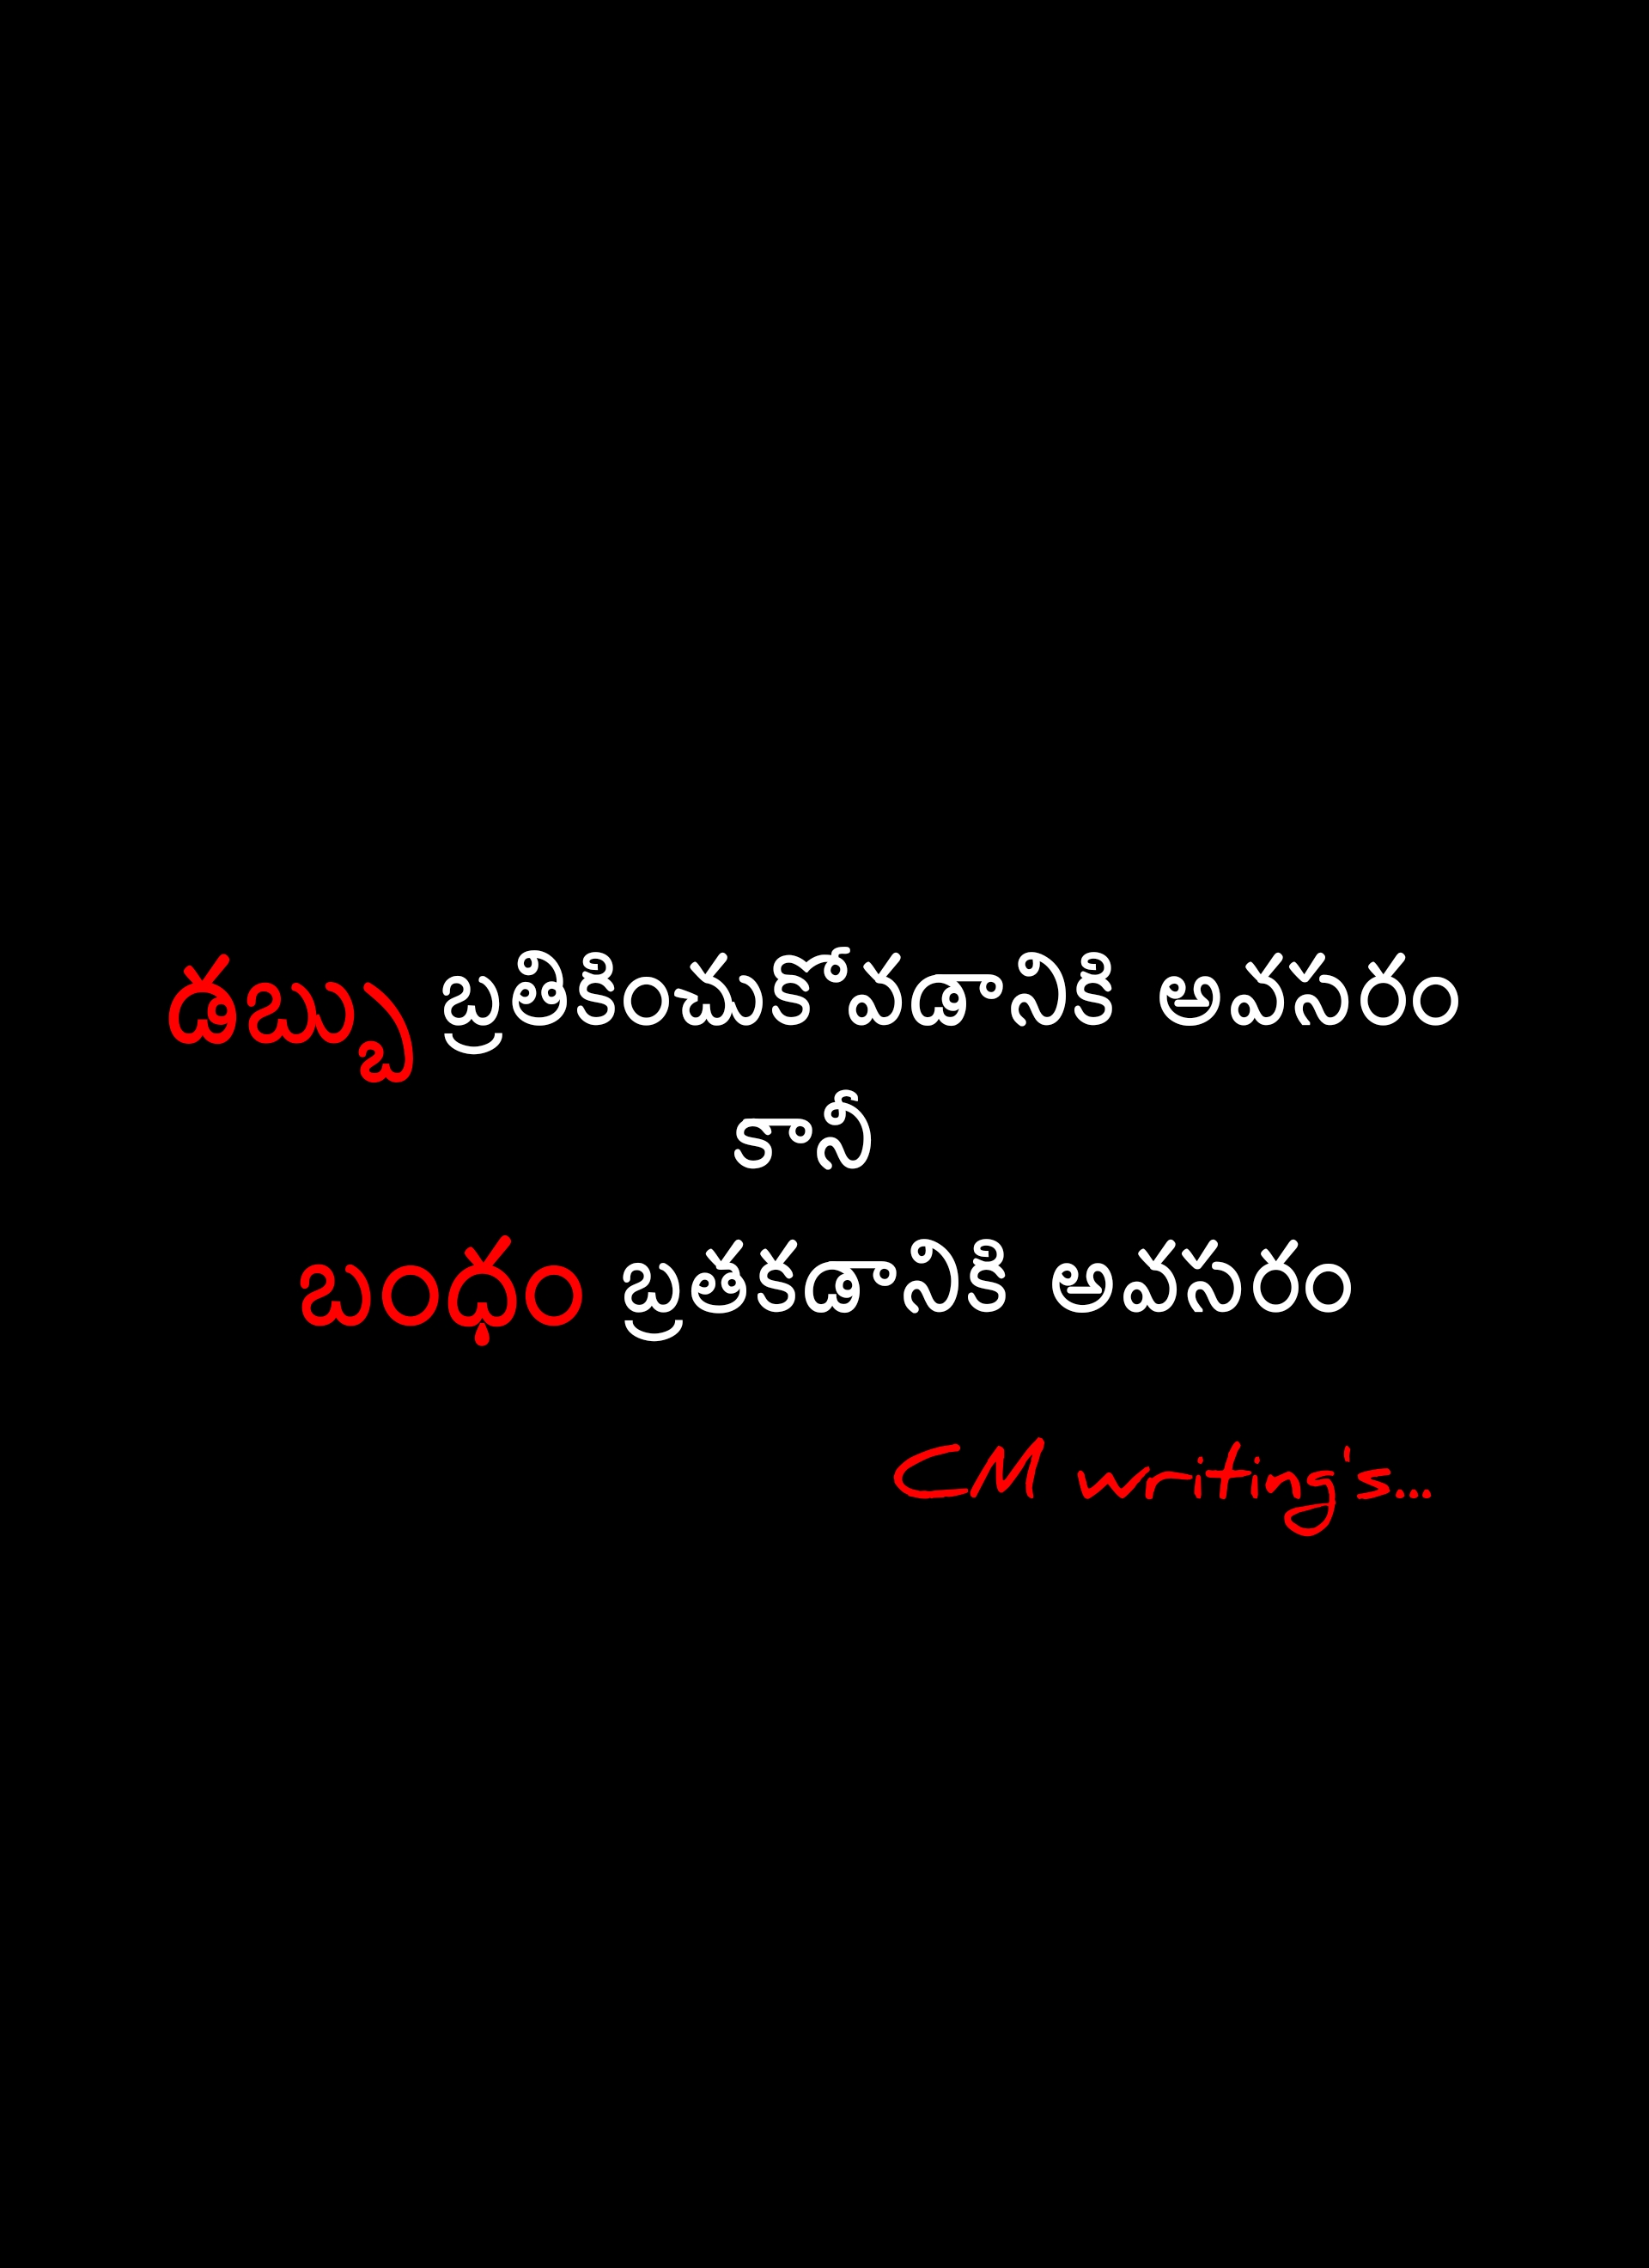 డబ్బు బ్రతికించుకోవడానికి అవసరం
కానీ
బంధం బ్రతకడానికి అవసరం
CM writing's...